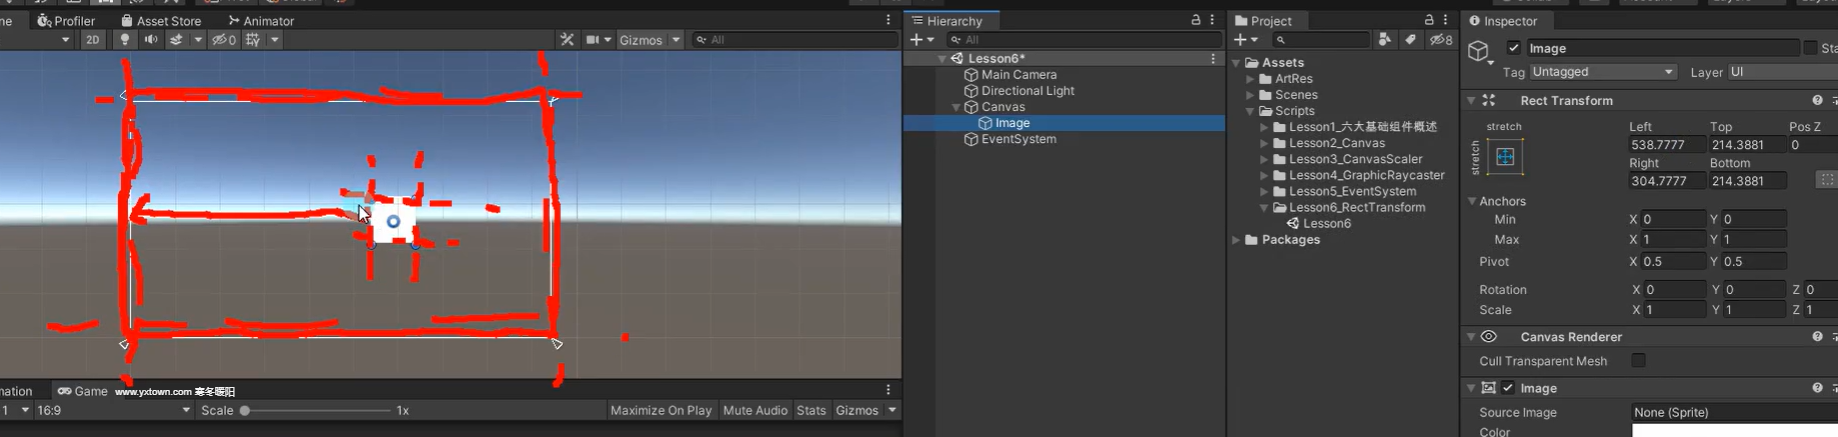 Profiler
Asset Store
Animator
2D
0
Gizmos
All
mation
Game
www.yxtown.com 寒冬暖阳
1
16:9
Scale
1x
Maximize On Play
Mute Audio
Stats
Gizmos
Hierarchy
All
Lesson6*
Main Camera
Directional Light
Canvas
Image
EventSystem
Project
8
Assets
ArtRes
Scenes
Scripts
Lesson1_六大基础组件概述
Lesson2_Canvas
Lesson3_CanvasScaler
Lesson4_GraphicRaycaster
Lesson5_EventSystem
Lesson6_RectTransform
Lesson6
Packages
Inspector
Image
Sta
Tag Untagged Layer UI
Rect Transform
stretch
stretch
Left Top Pos Z
538.7777 214.3881 0
Right Bottom
304.7777 214.3881
Anchors
Min X 0 Y 0
Max X 1 Y 1
Pivot X 0.5 Y 0.5
Rotation X 0 Y 0 Z 0
Scale X 1 Y 1 Z 1
Canvas Renderer
Cull Transparent Mesh
Image
Source Image None (Sprite)
Color